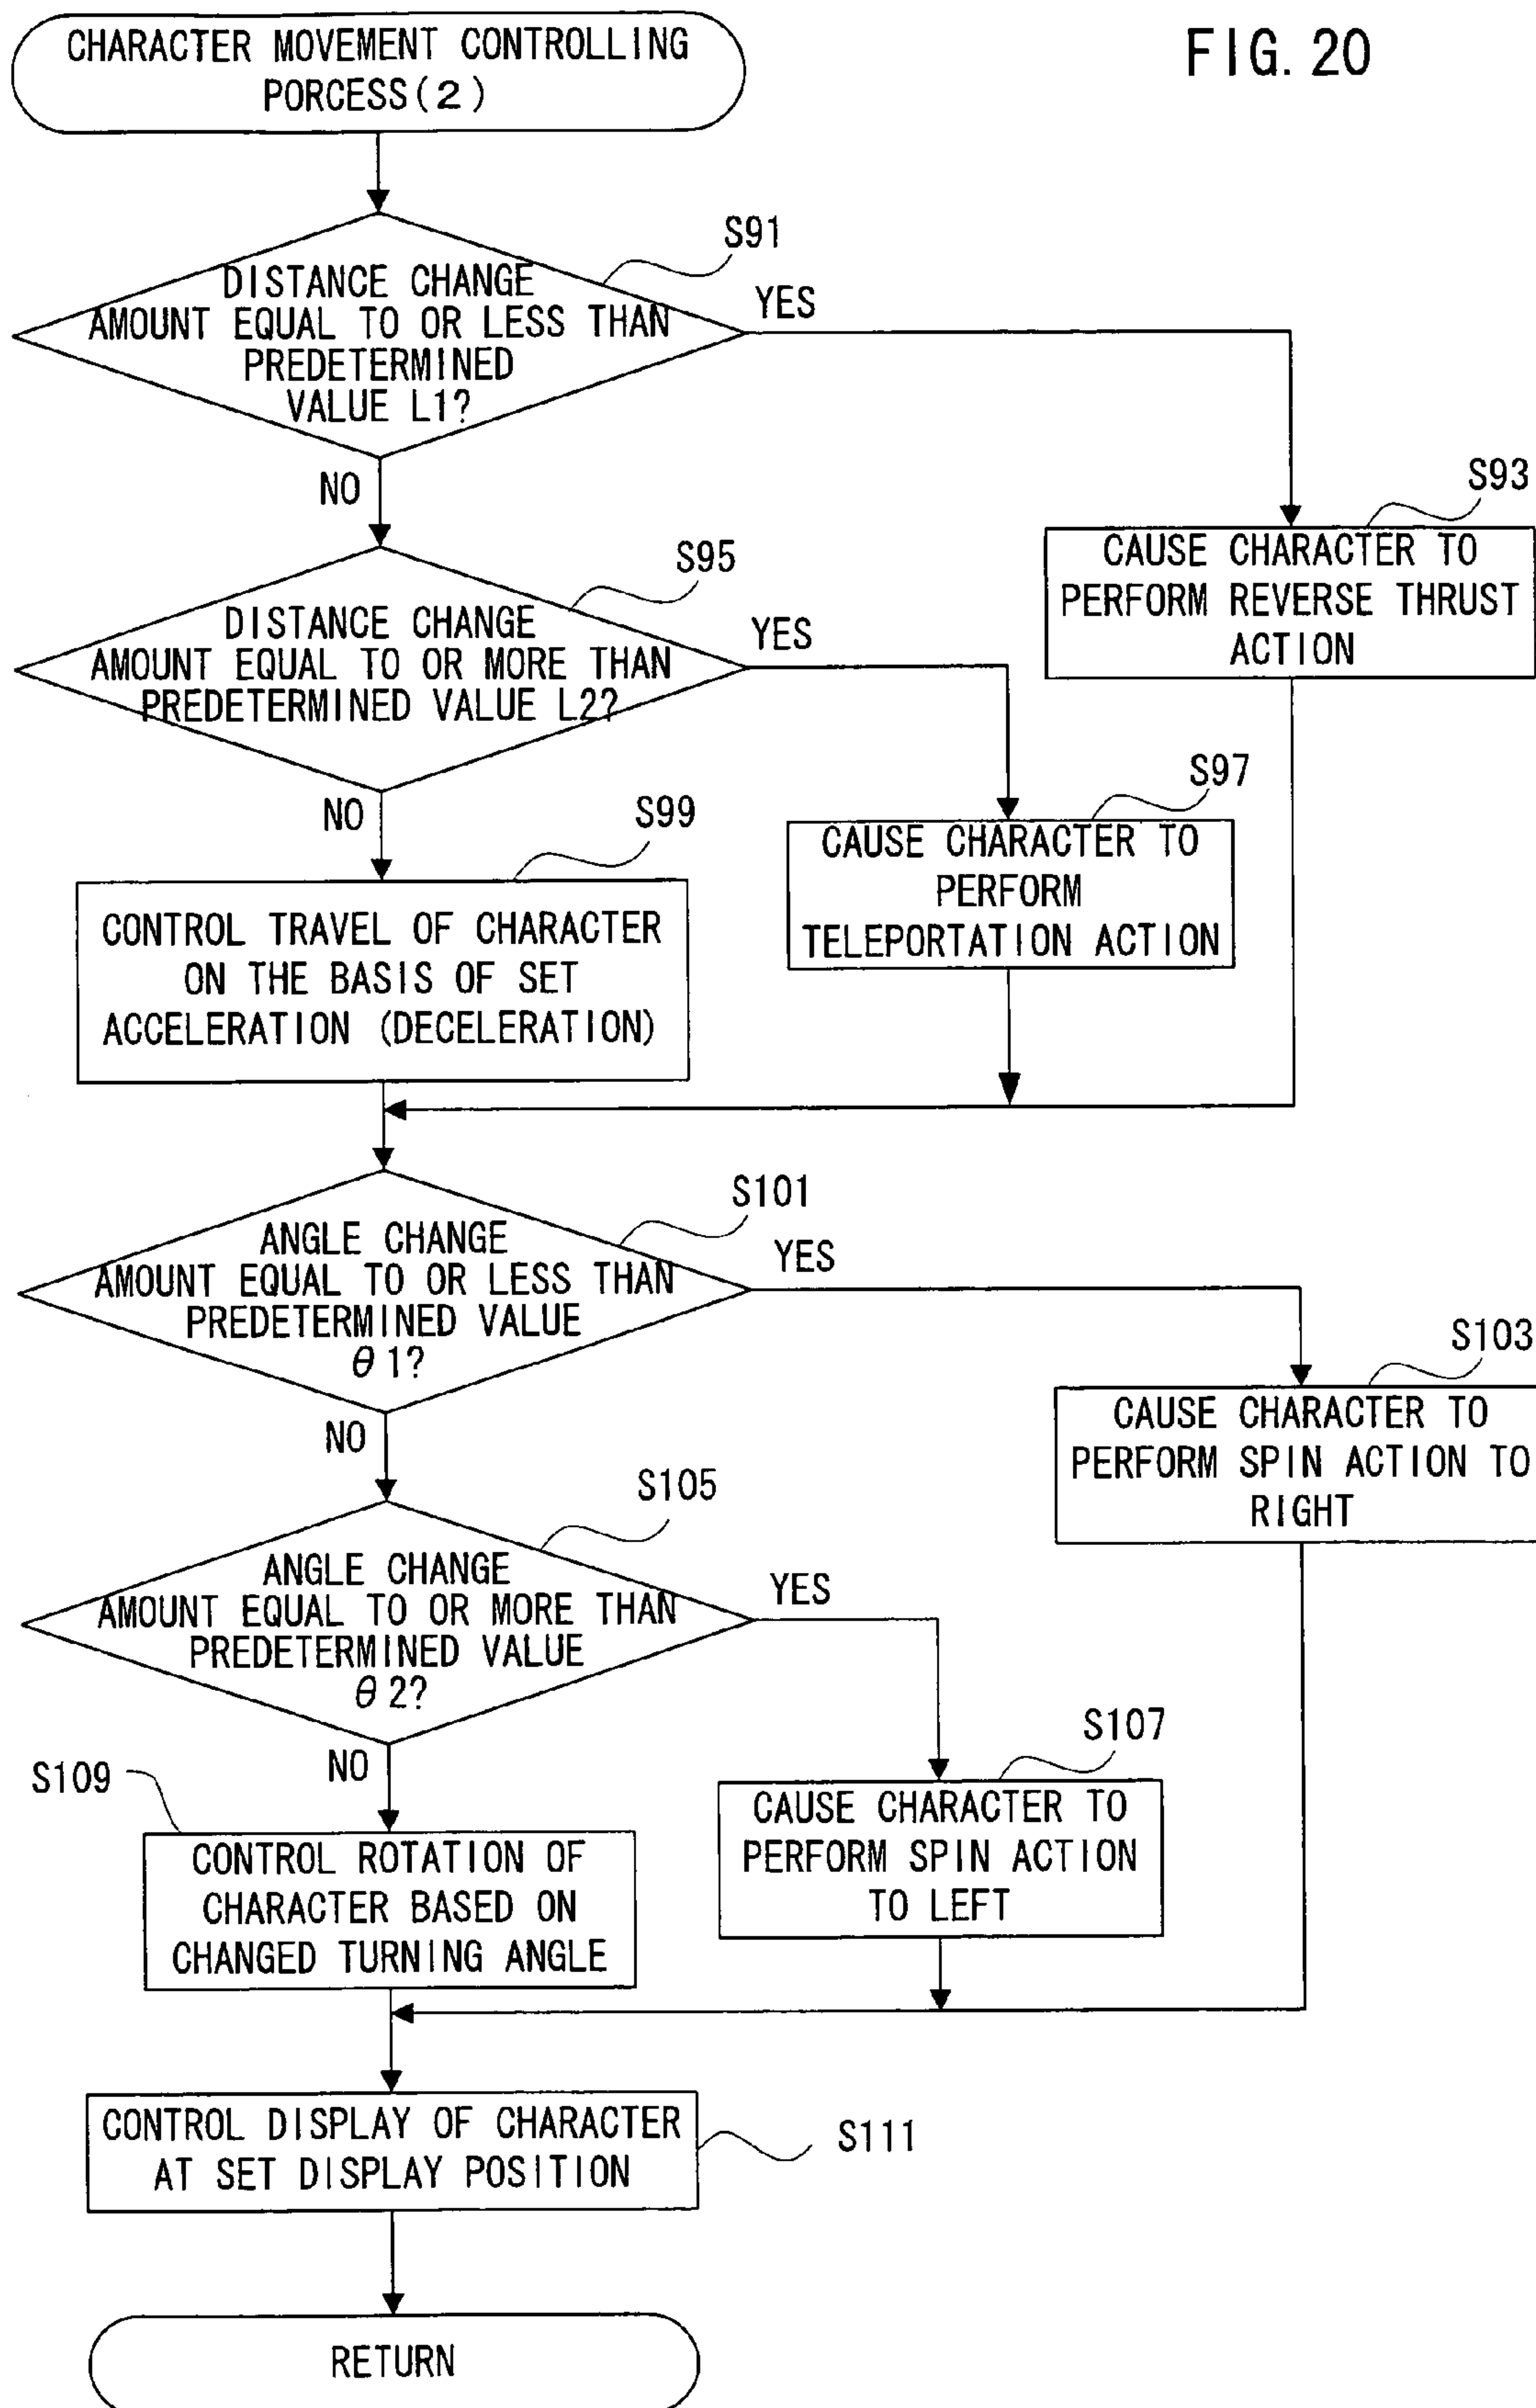 FIG. 20
CHARACTER MOVEMENT CONTROLLING
PORCESS(2)
S91
DISTANCE CHANGE
AMOUNT EQUAL TO OR LESS THAN
PREDETERMINED
VALUE L1?
YES
NO
S93
CAUSE CHARACTER TO
PERFORM REVERSE THRUST
ACTION
S95
DISTANCE CHANGE
AMOUNT EQUAL TO OR MORE THAN
PREDETERMINED VALUE L2?
YES
NO
S97
CAUSE CHARACTER TO
PERFORM
TELEPORTATION ACTION
S99
CONTROL TRAVEL OF CHARACTER
ON THE BASIS OF SET
ACCELERATION (DECELERATION)
S101
ANGLE CHANGE
AMOUNT EQUAL TO OR LESS THAN
PREDETERMINED VALUE
θ1?
YES
NO
S103
CAUSE CHARACTER TO
PERFORM SPIN ACTION TO
RIGHT
S105
ANGLE CHANGE
AMOUNT EQUAL TO OR MORE THAN
PREDETERMINED VALUE
θ2?
YES
NO
S107
CAUSE CHARACTER TO
PERFORM SPIN ACTION
TO LEFT
S109
CONTROL ROTATION OF
CHARACTER BASED ON
CHANGED TURNING ANGLE
CONTROL DISPLAY OF CHARACTER
AT SET DISPLAY POSITION
S111
RETURN